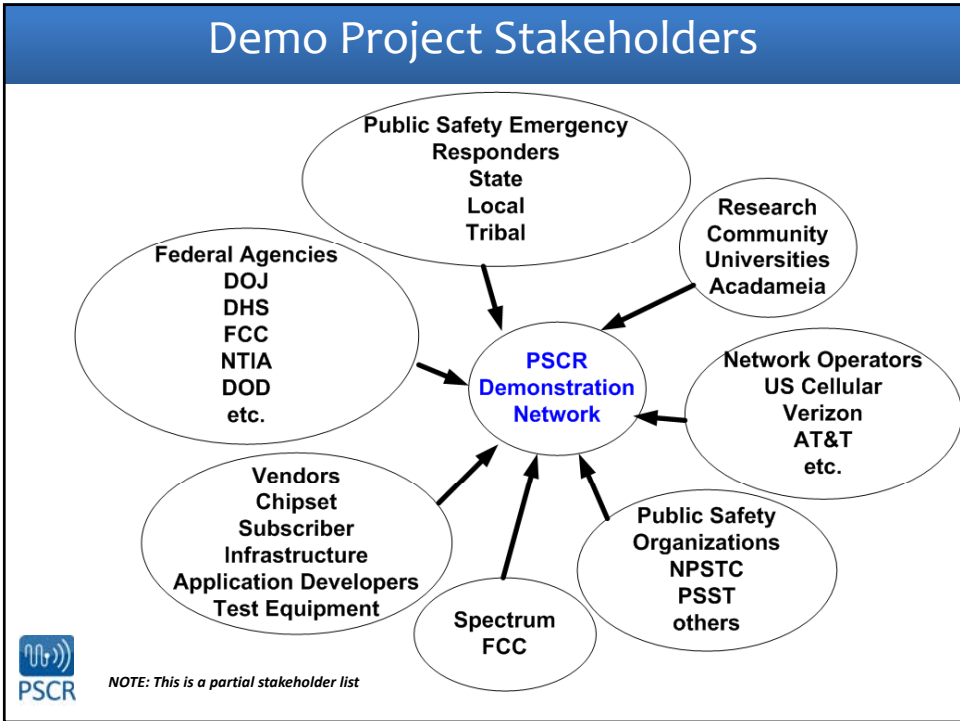 Demo Project Stakeholders
Public Safety Emergency
Responders
State
Local
Tribal
Research
Community
Universities
Acadameia
Federal Agencies
DOJ
DHS
FCC
NTIA
DOD
etc.
PSCR
Demonstration
Network
Network Operators
US Cellular
Verizon
AT&T
etc.
Vendors
Chipset
Subscriber
Infrastructure
Application Developers
Test Equipment
Spectrum
FCC
Public Safety
Organizations
NPSTC
PSST
others
PSCR
NOTE: This is a partial stakeholder list